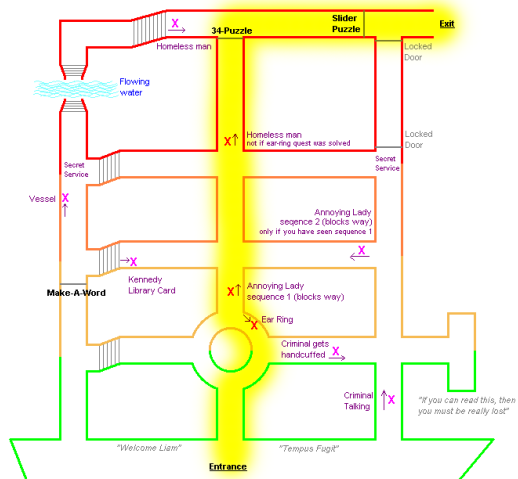 Slider
Puzzle
Exit
34-Puzzle
Homeless man
Locked
Door
Flowing
water
Homeless man
not if ear-ring quest was solved
Locked
Door
Secret
Service
Secret
Service
Vessel
Annoying Lady
seqence 2 (blocks way)
only if you have seen sequence 1
Kennedy
Library Card
Make-A-Word
Annoying Lady
sequence 1 (blocks way)
Ear Ring
Criminal gets
handcuffed
Criminal
Talking
"If you can read this, then
you must be really lost"
"Welcome Liam"
"Tempus Fugit"
Entrance
X
X
X
X
X
X
X
X
X